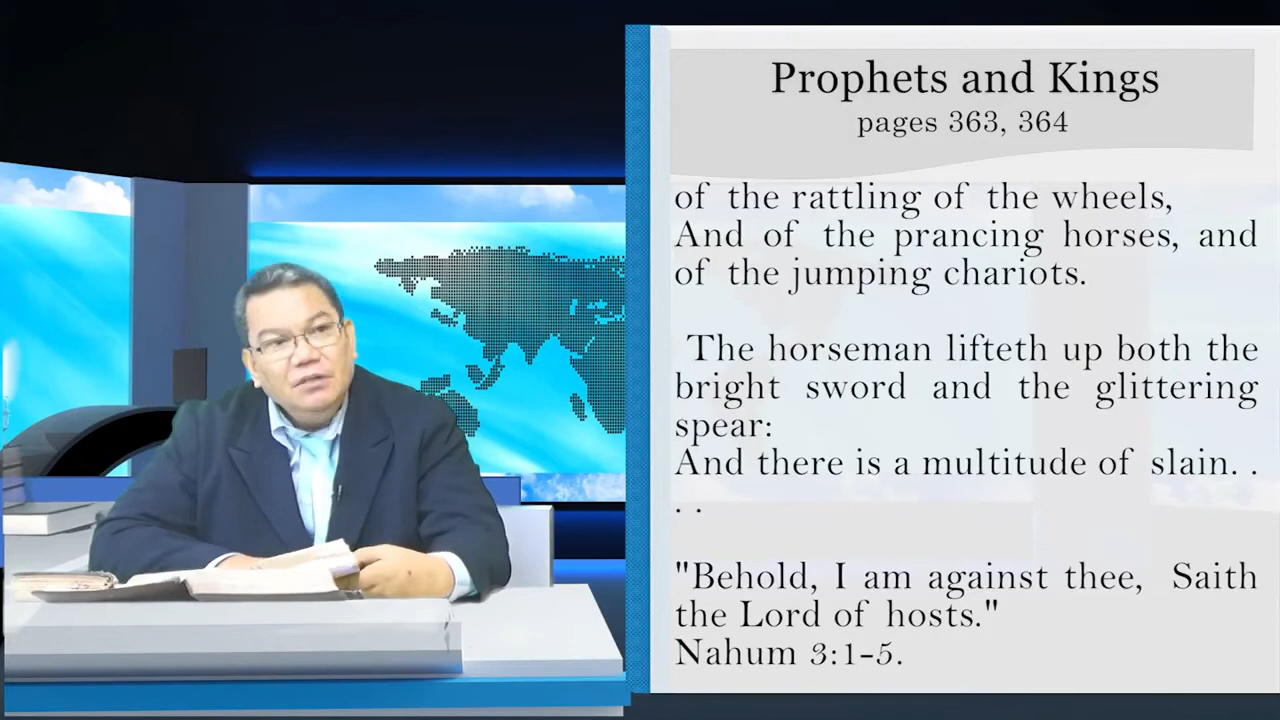 Prophets and Kings
pages 363, 364
of the rattling of the wheels,
And of the prancing horses, and
of the jumping chariots.
The horseman lifteth up both the
bright sword and the glittering
spear:
And there is a multitude of slain. .
. .
"Behold, I am against thee, Saith
the Lord of hosts."
Nahum 3:1-5.